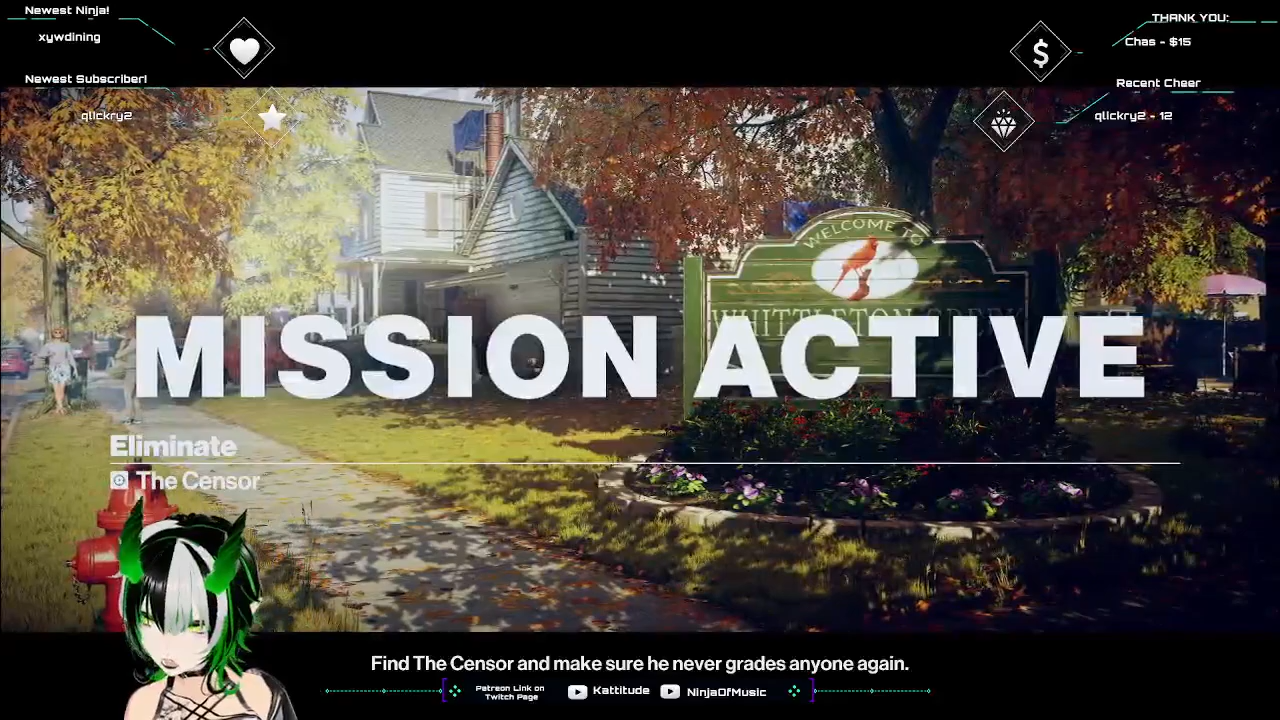 Newest Ninja!
xywdining
Newest Subscriber!
qlickry2
THANK YOU:
Chas - $15
Recent Cheer
qlickry2 - 12
WELCOME TO
WHITTLETON CREEK
MISSION ACTIVE
Eliminate
The Censor
Find The Censor and make sure he never grades anyone again.
Patreon Link on
Twitch Page
Kattitude
NinjaOfMusic